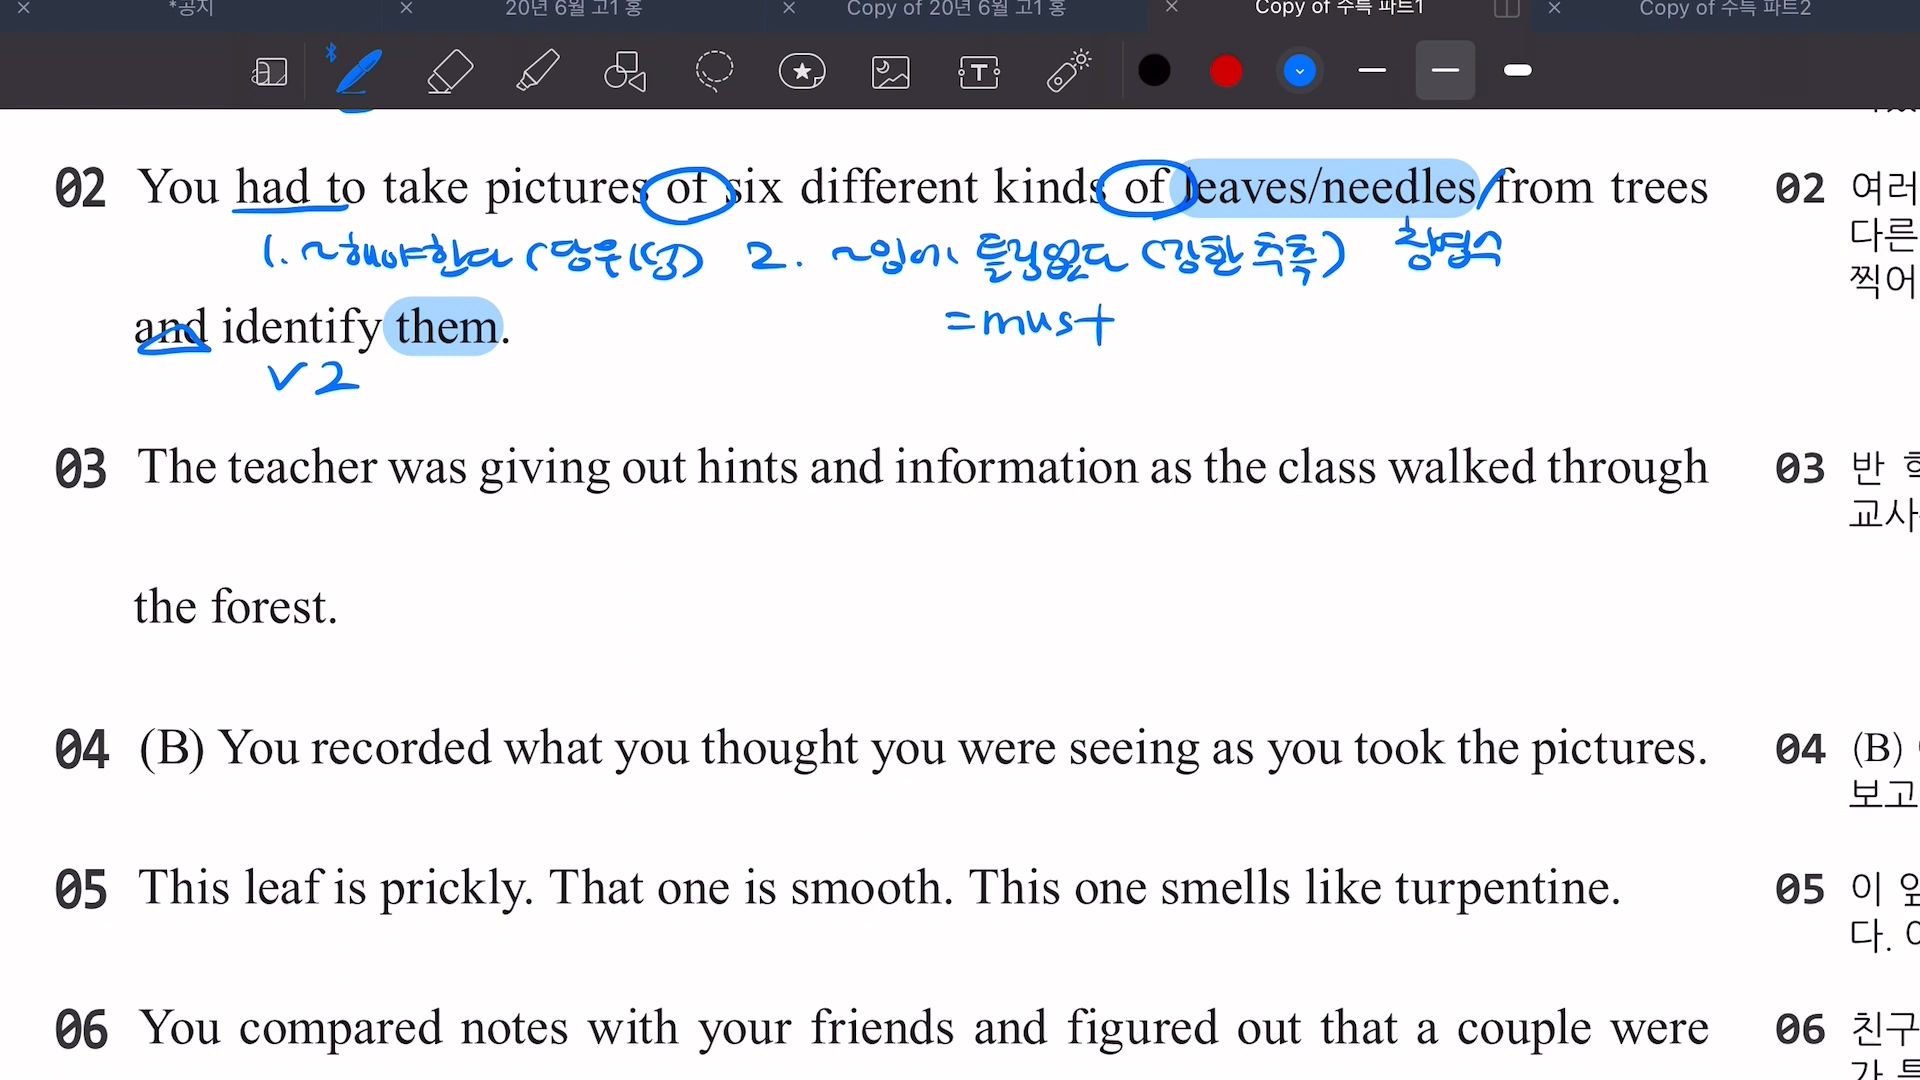 *공지
20년 6월 고1 홍
Copy of 20년 6월 고1 홍
Copy of 수특 파트1
Copy of 수특 파트2
02 You had to take pictures of six different kinds of leaves/needles from trees
1. ~해야한다 (당위성) 2. ~임에 틀림없다 (강한 추측)
= must
and identify them.
V2
03 The teacher was giving out hints and information as the class walked through
the forest.
04 (B) You recorded what you thought you were seeing as you took the pictures.
05 This leaf is prickly. That one is smooth. This one smells like turpentine.
06 You compared notes with your friends and figured out that a couple were
02 여러
다른
찍어
03 반
교사
04 (B)
보고
05 이
다.
06 친구
가